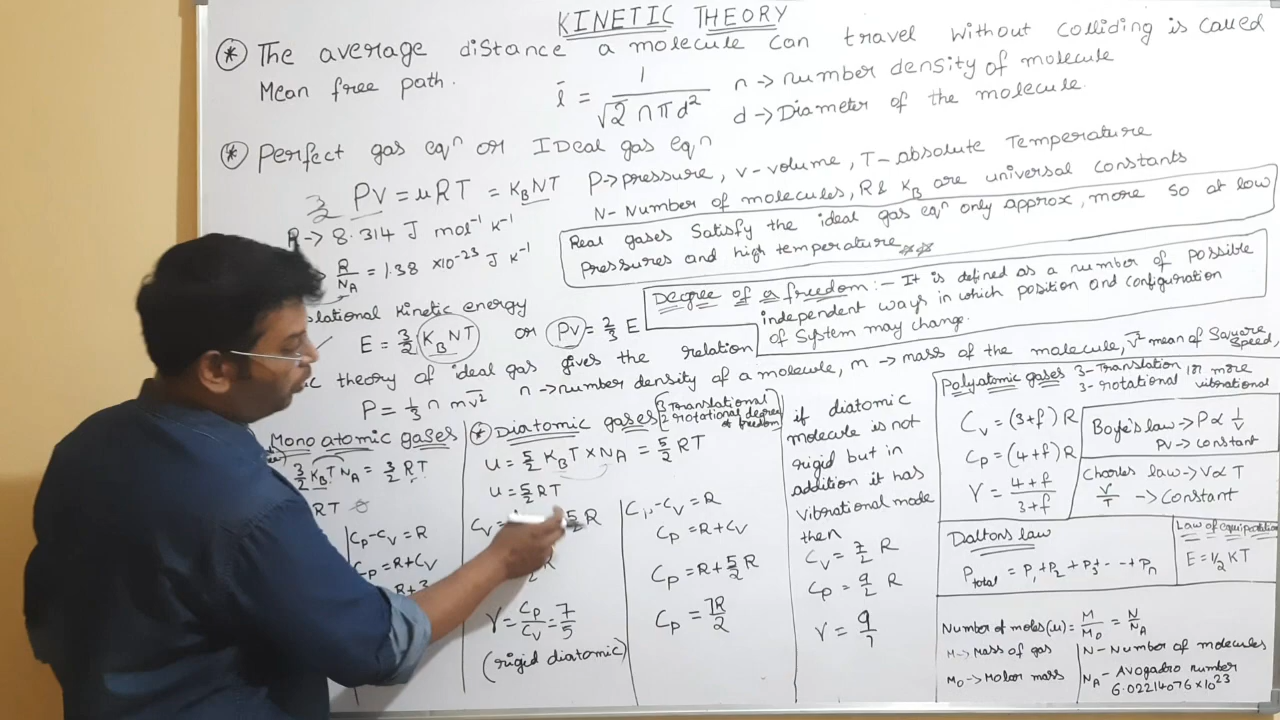 KINETIC THEORY
* The average distance a molecule can travel without colliding is called
Mean free path.
l̄ = 1/(√2 n π d²)
n → number density of molecule
d → Diameter of the molecule.
* Perfect gas eqⁿ or IDeal gas eqⁿ
PV = μRT = K_B NT
P → pressure, v - volume, T - absolute Temperature
N - Number of molecules, R & K_B are universal constants
R → 8.314 J mol⁻¹ K⁻¹
R/N_A = 1.38 ×10⁻²³ J K⁻¹
Real gases Satisfy the ideal gas eqⁿ only approx, more so at low
pressures and high temperature
Degree of a freedom :- It is defined as a number of possible
independent ways in which position and configuration
of System may change.
lational kinetic energy
E = 3/2 K_B NT or PV = 2/3 E
theory of ideal gas gives the relation
P = 1/3 n m v̄²
n → number density of a molecule, m → mass of the molecule, v̄² mean of Square
Speed,
Mono atomic gases
3/2 K_B T N_A = 3/2 RT
RT
Cp - Cv = R
Cp = R + Cv
* Diatomic gases
3 Translational
2 rotational degree
of freedom
u = 5/2 K_B T × N_A = 5/2 RT
u = 5/2 RT
Cv =
5/2 R
γ = Cp/Cv = 7/5
(rigid diatomic)
Cp - Cv = R
Cp = R + Cv
Cp = R + 5/2 R
Cp = 7R/2
if diatomic
molecule is not
rigid but in
addition it has
vibrational mode
then
Cv = 7/2 R
Cp = 9/2 R
γ = 9/7
Polyatomic gases 3 - Translation
3 - rotational
or more
vibrational
Cv = (3+f) R
Cp = (4+f) R
γ = (4+f)/(3+f)
Boyle's law → P ∝ 1/V
PV → constant
Charles law → V ∝ T
V/T → Constant
Daltons law
P total = P₁ + P₂ + P₃ + - - + Pn
Law of equipartition
E = 1/2 KT
Number of moles (μ) = M/M₀ = N/N_A
M → Mass of gas
M₀ → Molar mass
N - Number of molecules
N_A - Avogadro number
6.02214076 × 10²³